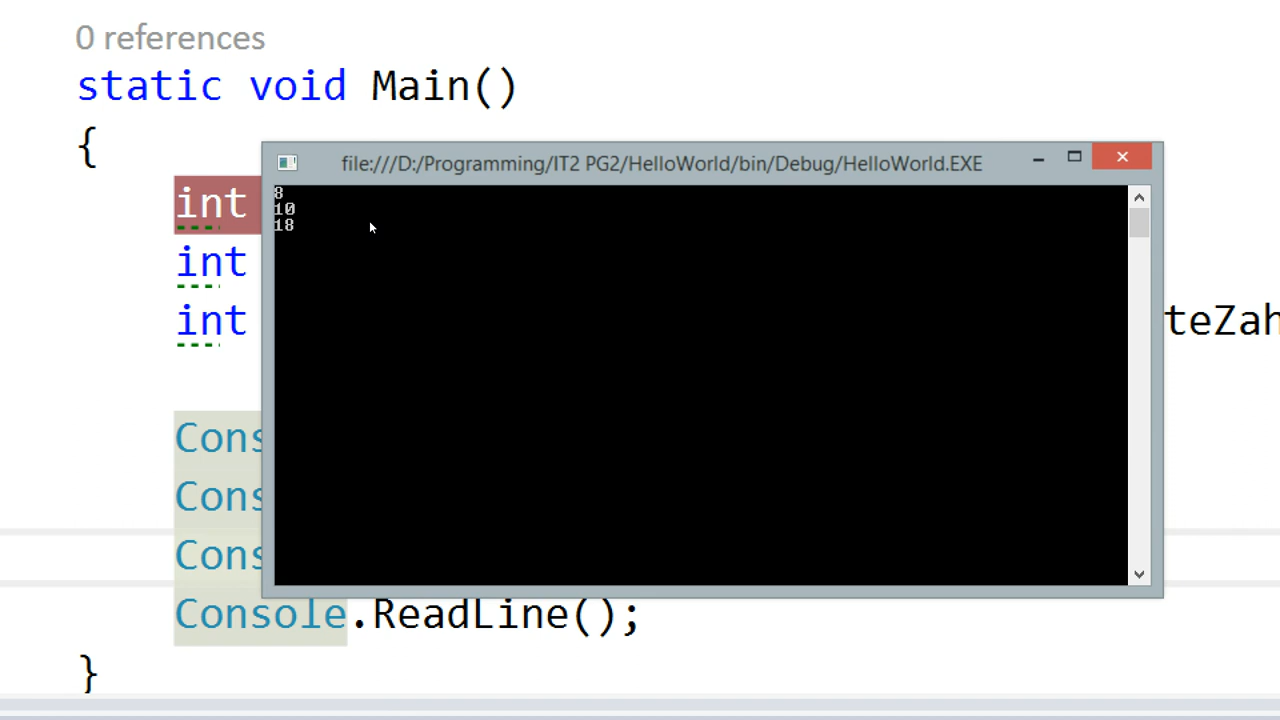 0 references
static void Main()
{
file:///D:/Programming/IT2 PG2/HelloWorld/bin/Debug/HelloWorld.EXE
int
8
10
18
int
int
teZah
Cons
Cons
Cons
Console.ReadLine();
}